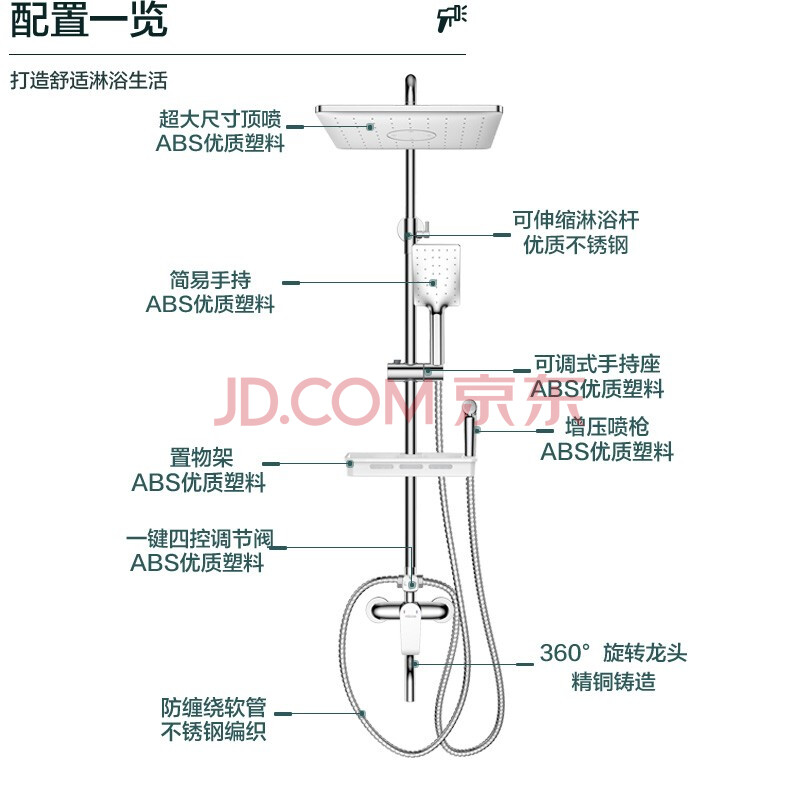 配置一览
打造舒适淋浴生活
超大尺寸顶喷
ABS优质塑料
可伸缩淋浴杆
优质不锈钢
简易手持
ABS优质塑料
可调式手持座
ABS优质塑料
JD.COM 京东
增压喷枪
ABS优质塑料
置物架
ABS优质塑料
一键四控调节阀
ABS优质塑料
360° 旋转龙头
精铜铸造
防缠绕软管
不锈钢编织